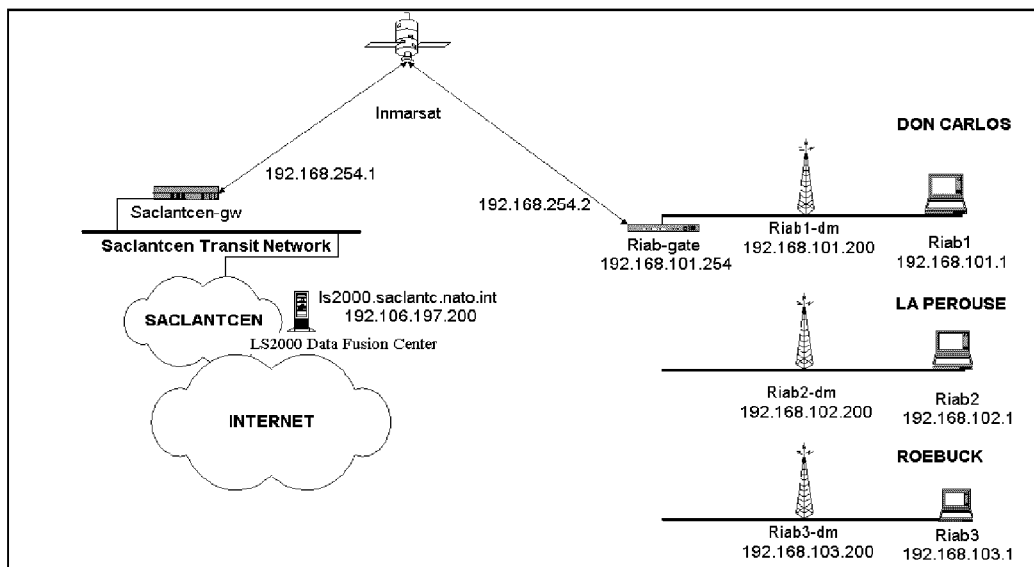 Inmarsat
192.168.254.1
Saclantcen-gw
Saclantcen Transit Network
SACLANTCEN
ls2000.saclantc.nato.int
192.106.197.200
LS2000 Data Fusion Center
INTERNET
192.168.254.2
Riab-gate
192.168.101.254
DON CARLOS
Riab1-dm
192.168.101.200
Riab1
192.168.101.1
LA PEROUSE
Riab2-dm
192.168.102.200
Riab2
192.168.102.1
ROEBUCK
Riab3-dm
192.168.103.200
Riab3
192.168.103.1